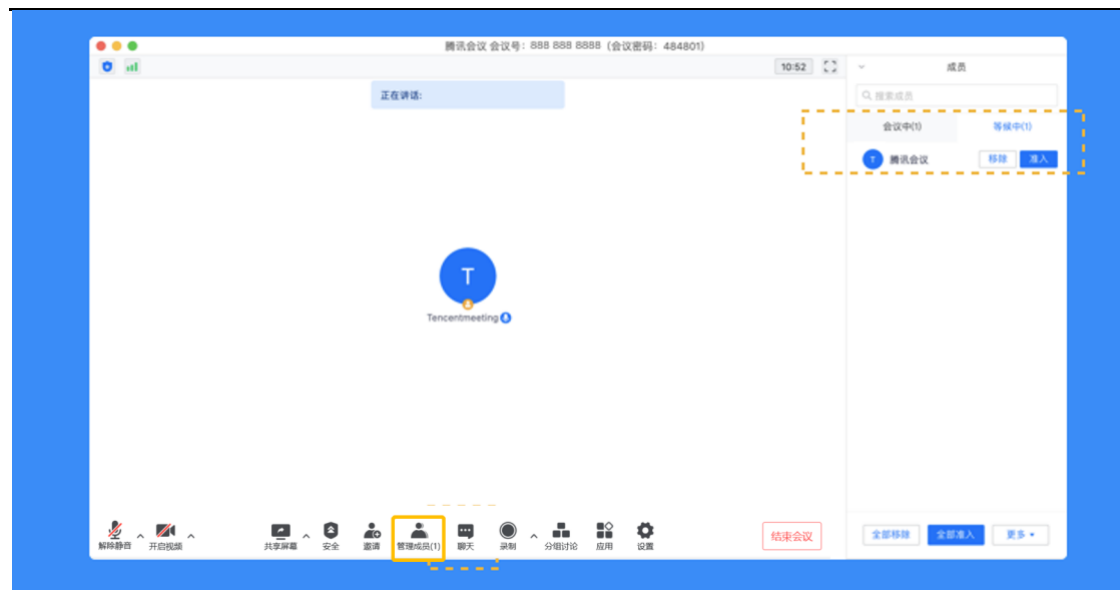 腾讯会议 会议号：888 888 8888（会议密码：484801）
10:52
成员
正在讲话:
搜索成员
会议中(1)
等候中(1)
T
腾讯会议
移除
准入
T
Tencentmeeting
解除静音
开启视频
共享屏幕
安全
邀请
管理成员(1)
聊天
录制
分组讨论
应用
设置
结束会议
全部移除
全部准入
更多